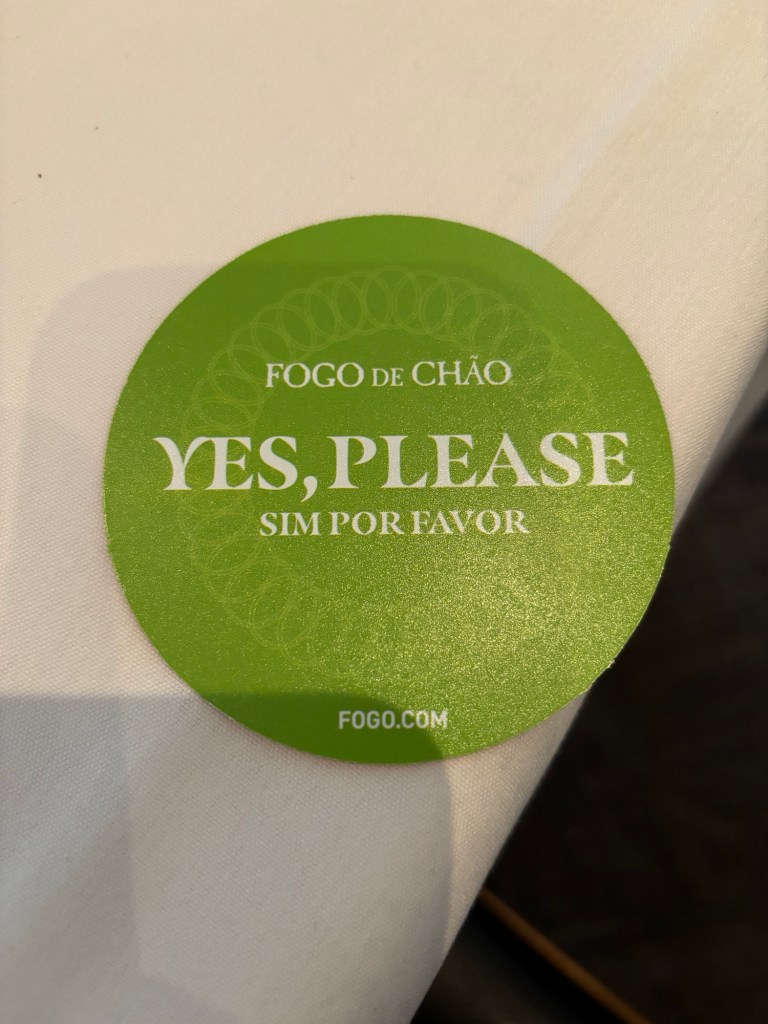 FOGO DE CHÃO
YES, PLEASE
SIM POR FAVOR
FOGO.COM